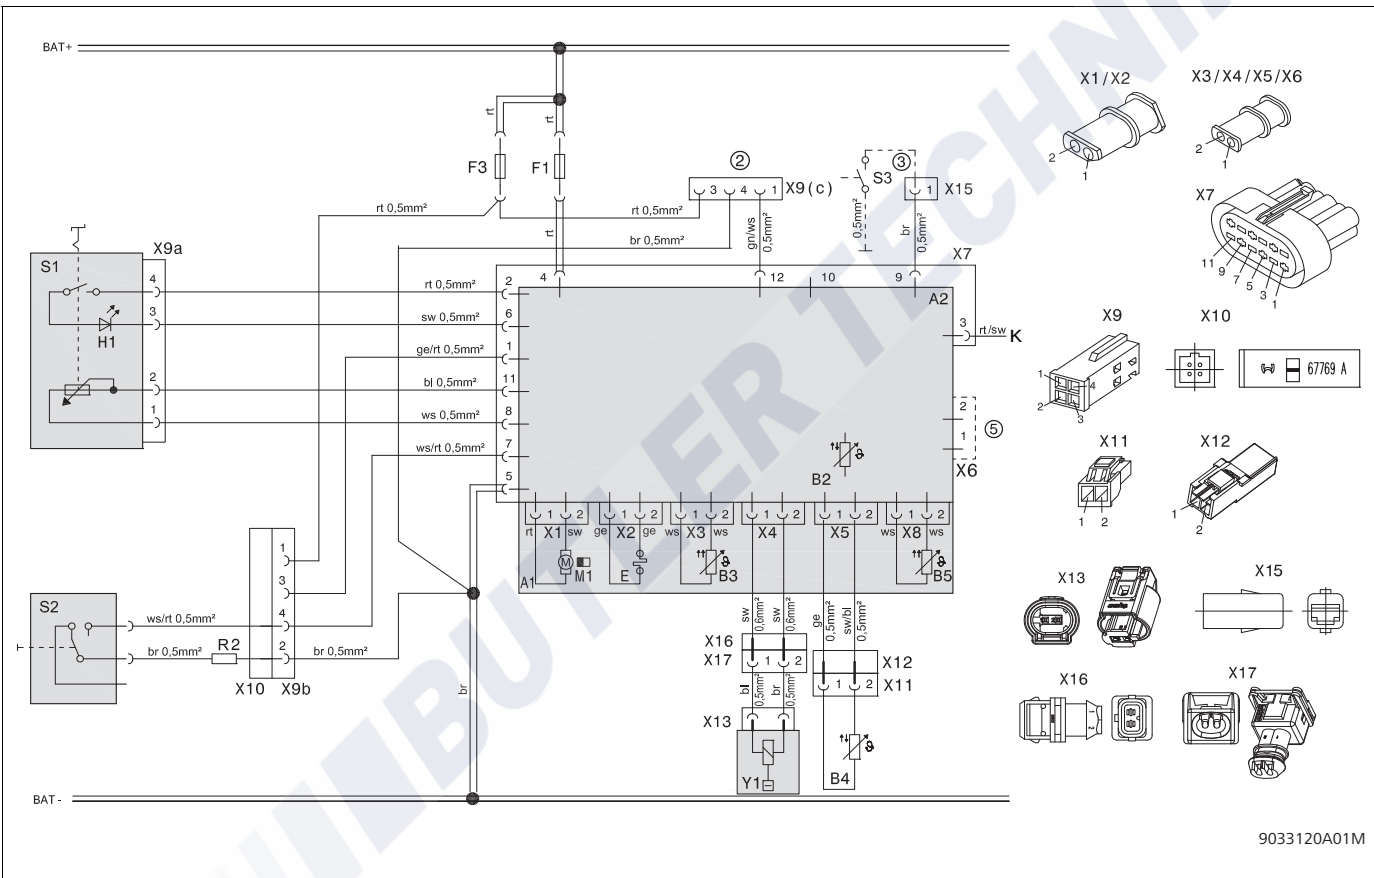 BAT+
X1/X2
X3/X4/X5/X6
2
1
2
1
rt
rt
F3
F1
2
3
S3
3 4 1
X9(c)
1
X15
X7
11 9 7 5 3 1
rt 0,5mm²
rt 0,5mm²
br 0,5mm²
rt
gn/ws
0,5mm²
0,5mm²
br
0,5mm²
X7
S1
X9a
4
3
H1
2
1
rt 0,5mm²
sw 0,5mm²
ge/rt 0,5mm²
bl 0,5mm²
ws 0,5mm²
ws/rt 0,5mm²
2
6
1
11
8
7
5
4
12
10
9
A2
3
rt/sw
K
2
1
5
X6
B2
X9
X10
1
4
2
3
67769 A
X11
X12
1 2
1
2
1 X1 2
1 X2 2
1 X3 2
1 X4 2
1 X5 2
1 X8 2
rt sw
ge ge
ws ws
ws ws
A1
M
M1
E
B3
B5
1
3
4
2
X10
X9b
S2
ws/rt 0,5mm²
br 0,5mm²
R2
br 0,5mm²
br
sw
0,6mm²
sw
0,6mm²
ge
0,5mm²
sw/bl
0,5mm²
X16
X17
1 2
X12
X11
1 2
bl
0,5mm²
br
0,5mm²
X13
Y1
B4
X13
X15
X16
X17
1
2
BAT -
9033120A01M
BUTLER TECHNIK